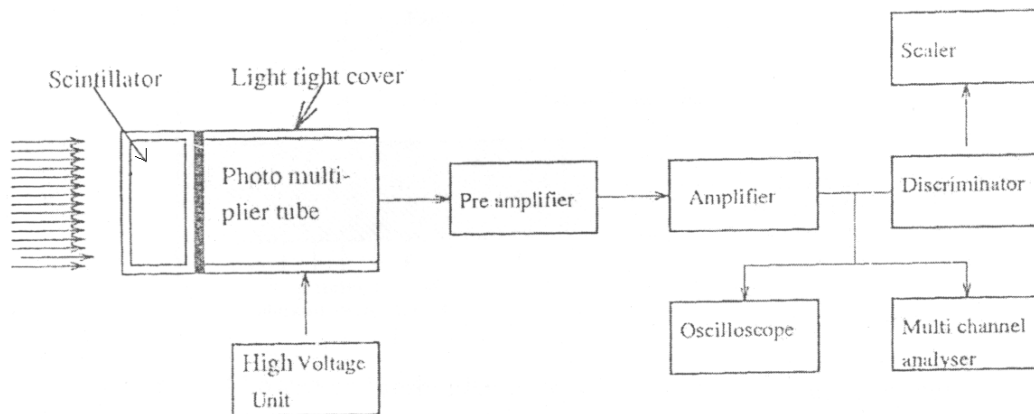 Scaler
Scintillator
Light tight cover
Photo multi-
plier tube
Pre amplifier
Amplifier
Discriminator
Oscilloscope
Multi channel
analyser
High Voltage
Unit